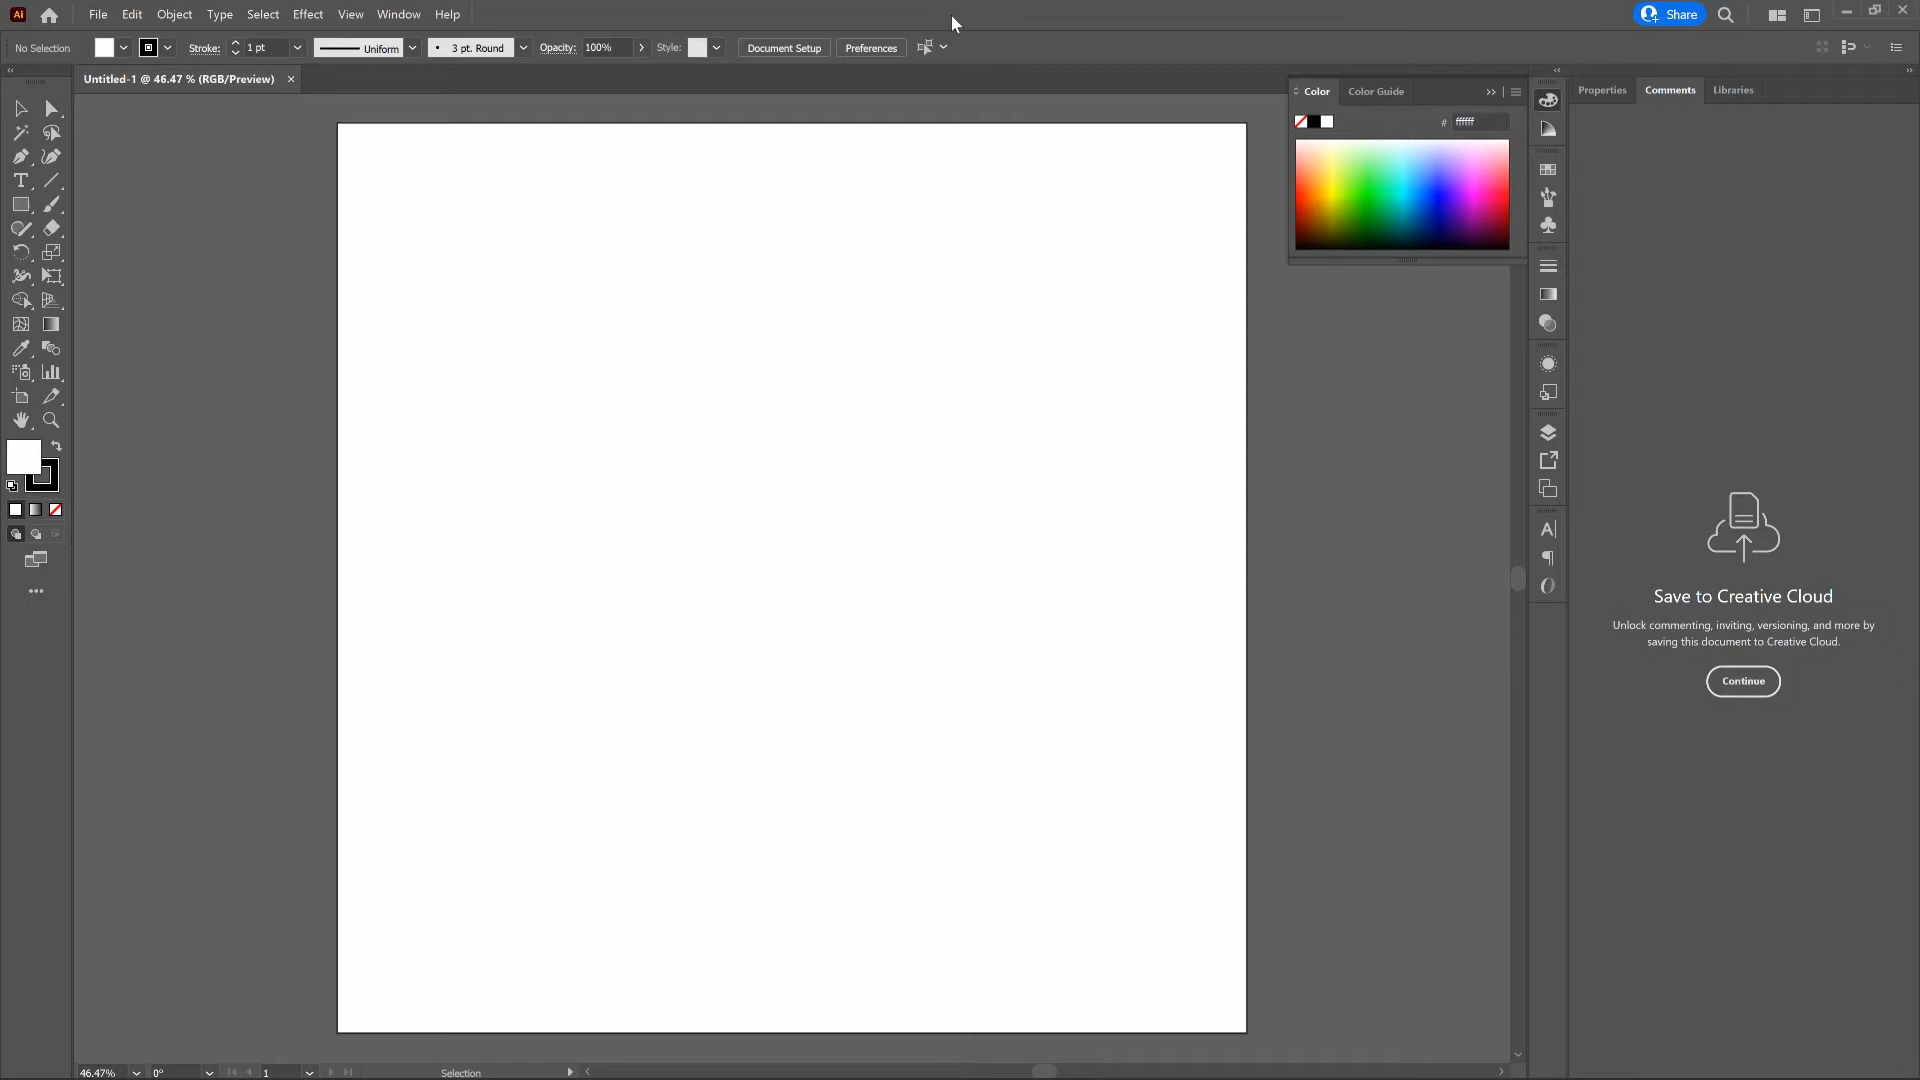 Ai File Edit Object Type Select Effect View Window Help Share
No Selection Stroke: 1 pt Uniform 3 pt. Round Opacity: 100% Style: Document Setup Preferences
Untitled-1 @ 46.47 % (RGB/Preview)
Color Color Guide
# ffffff
Properties Comments Libraries
Save to Creative Cloud
Unlock commenting, inviting, versioning, and more by
saving this document to Creative Cloud.
Continue
46.47% 0° 1 Selection